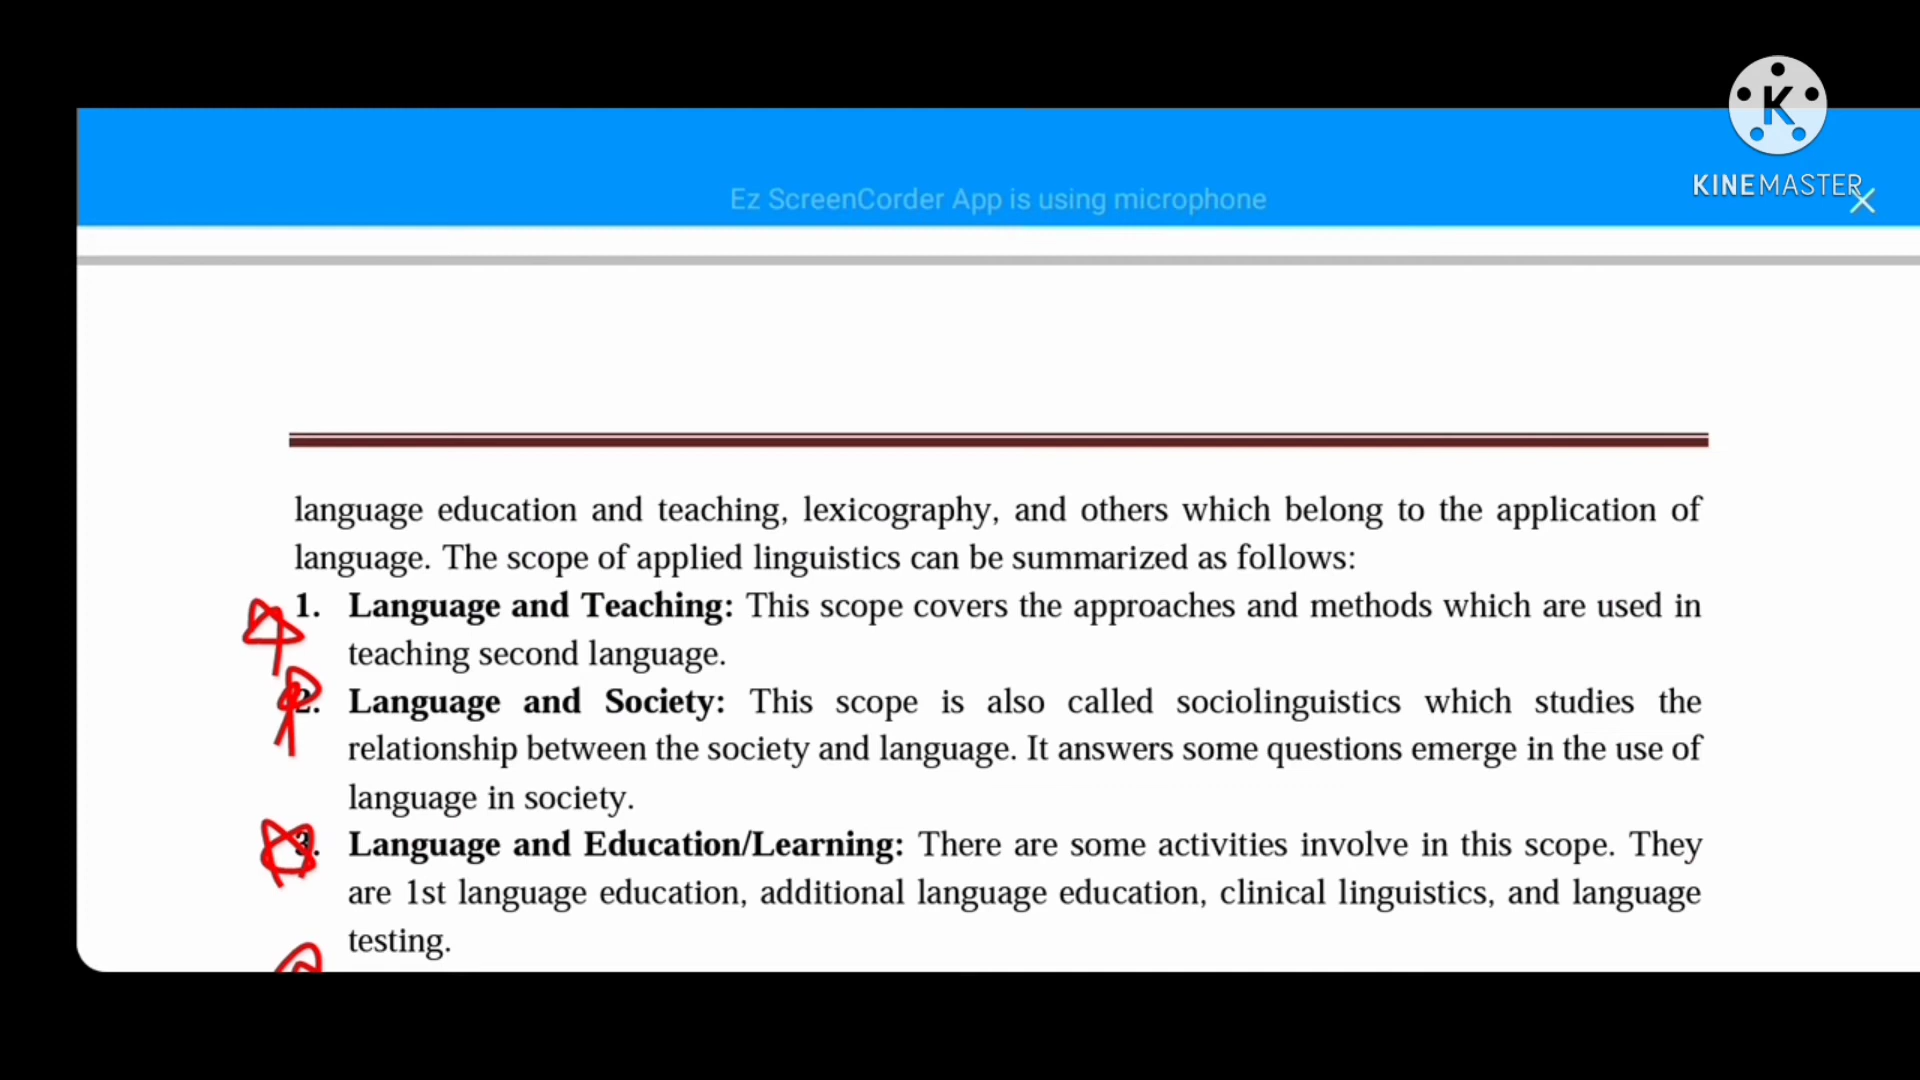 K
KINEMASTER
Ez ScreenCorder App is using microphone
language education and teaching, lexicography, and others which belong to the application of
language. The scope of applied linguistics can be summarized as follows:
1. Language and Teaching: This scope covers the approaches and methods which are used in
teaching second language.
2. Language and Society: This scope is also called sociolinguistics which studies the
relationship between the society and language. It answers some questions emerge in the use of
language in society.
3. Language and Education/Learning: There are some activities involve in this scope. They
are 1st language education, additional language education, clinical linguistics, and language
testing.